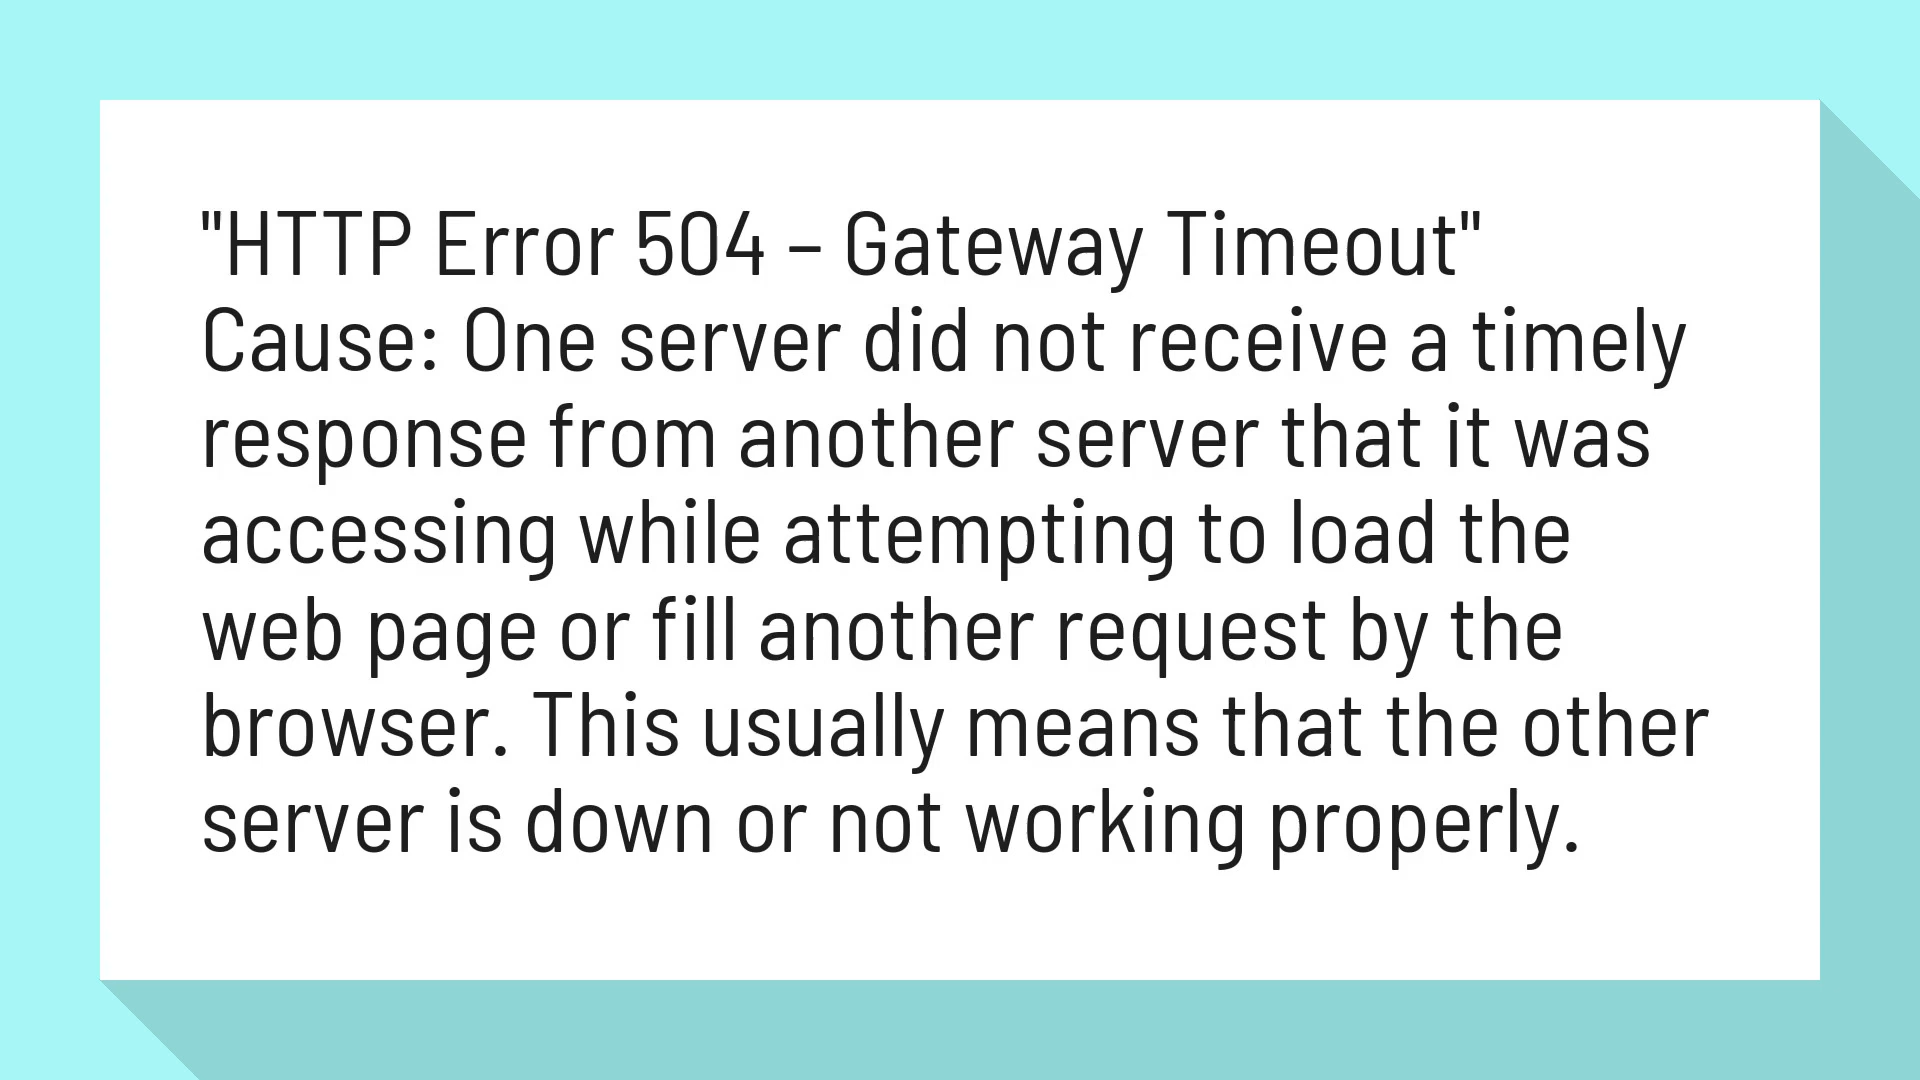 "HTTP Error 504 – Gateway Timeout"
Cause: One server did not receive a timely
response from another server that it was
accessing while attempting to load the
web page or fill another request by the
browser. This usually means that the other
server is down or not working properly.